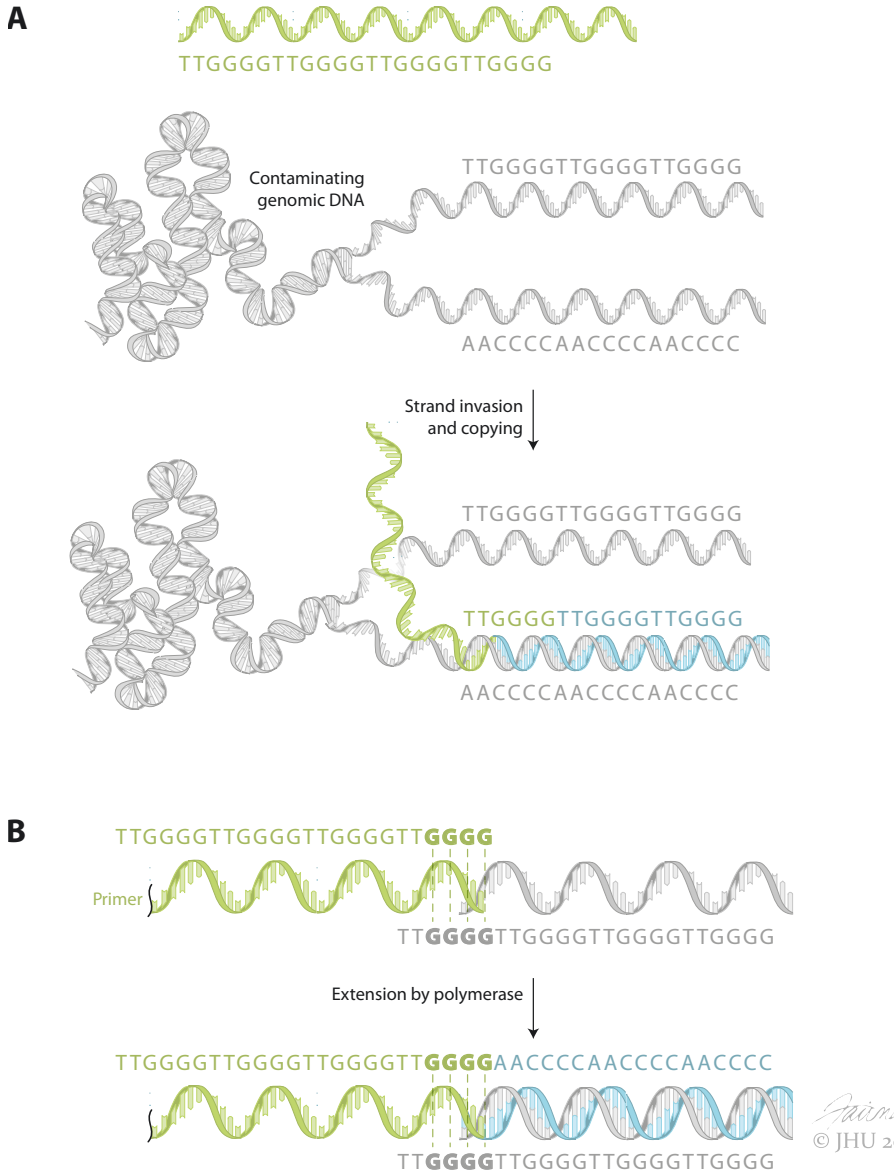 A
TTGGGGTTGGGGTTGGGGTTGGGG
Contaminating
genomic DNA
TTGGGGTTGGGGTTGGGG
AACCCCAACCCCAACCCC
Strand invasion
and copying
TTGGGGTTGGGGTTGGGG
TTGGGGTTGGGGTTGGGG
AACCCCAACCCCAACCCC
B
TTGGGGTTGGGGTTGGGGTTGGGG
Primer
TTGGGGTTGGGGTTGGGGTTGGGG
Extension by polymerase
TTGGGGTTGGGGTTGGGGTTGGGGAACCCCAACCCCAACCCC
TTGGGGTTGGGGTTGGGGTTGGGG
© JHU